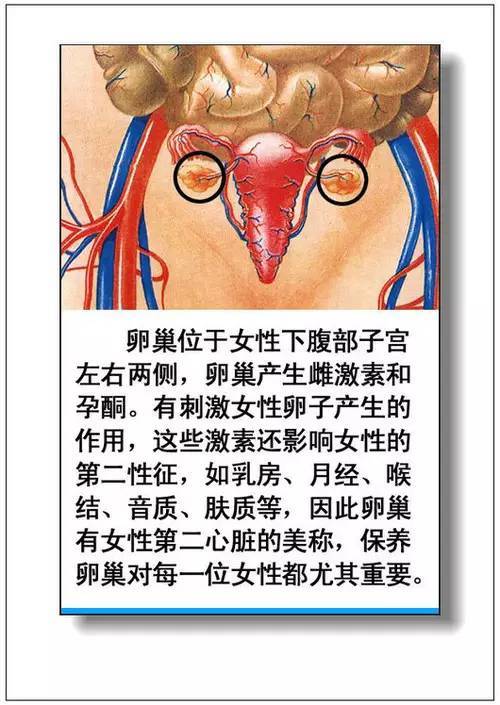 卵巢位于女性下腹部子宫
左右两侧，卵巢产生雌激素和
孕酮。有刺激女性卵子产生的
作用，这些激素还影响女性的
第二性征，如乳房、月经、喉
结、音质、肤质等，因此卵巢
有女性第二心脏的美称，保养
卵巢对每一位女性都尤其重要。